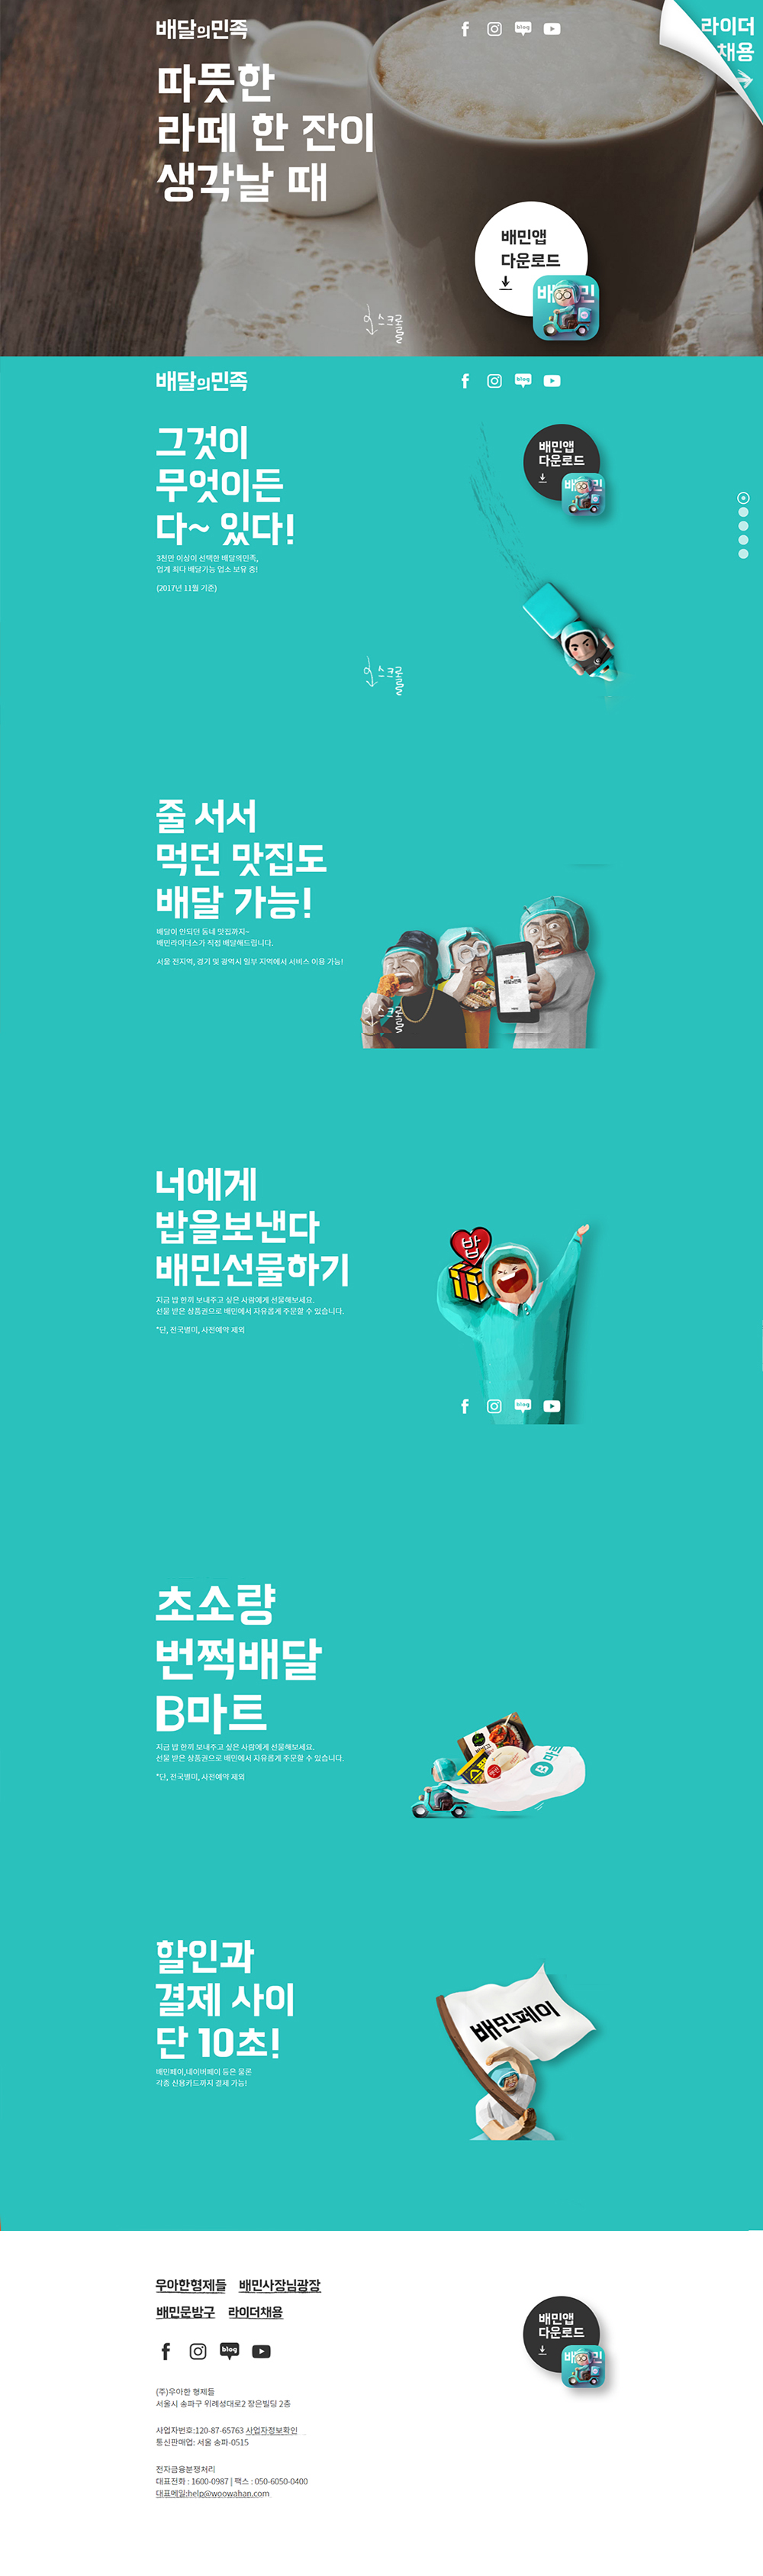 배달의민족
라이더
채용
따뜻한
라떼 한 잔이
생각날 때
배민앱
다운로드
스크롤
배달의민족
blog
그것이
무엇이든
다~ 있다!
배민앱
다운로드
3천만 이상이 선택한 배달의민족,
업계 최다 배달가능 업소 보유 중!
(2017년 11월 기준)
스크롤
줄 서서
먹던 맛집도
배달 가능!
배달이 안되던 동네 맛집까지~
배민라이더스가 직접 배달해드립니다.
서울 전지역, 경기 및 광역시 일부 지역에서 서비스 이용 가능!
배달의민족
스크롤
너에게
밥을보낸다
배민선물하기
밥
지금 밥 한끼 보내주고 싶은 사람에게 선물해보세요.
선물 받은 상품권으로 배민에서 자유롭게 주문할 수 있습니다.
*단, 전국별미, 사전예약 제외
blog
초소량
번쩍배달
B마트
B 마트
지금 밥 한끼 보내주고 싶은 사람에게 선물해보세요.
선물 받은 상품권으로 배민에서 자유롭게 주문할 수 있습니다.
*단, 전국별미, 사전예약 제외
할인과
결제 사이
단 10초!
배민페이
배민페이,네이버페이 등은 물론
각종 신용카드까지 결제 가능!
우아한형제들 배민사장님광장
배민문방구 라이더채용
blog
배민앱
다운로드
(주)우아한 형제들
서울시 송파구 위례성대로2 장은빌딩 2층
사업자번호:120-87-65763 사업자정보확인
통신판매업: 서울 송파-0515
전자금융분쟁처리
대표전화 : 1600-0987 | 팩스 : 050-6050-0400
대표메일:help@woowahan.com